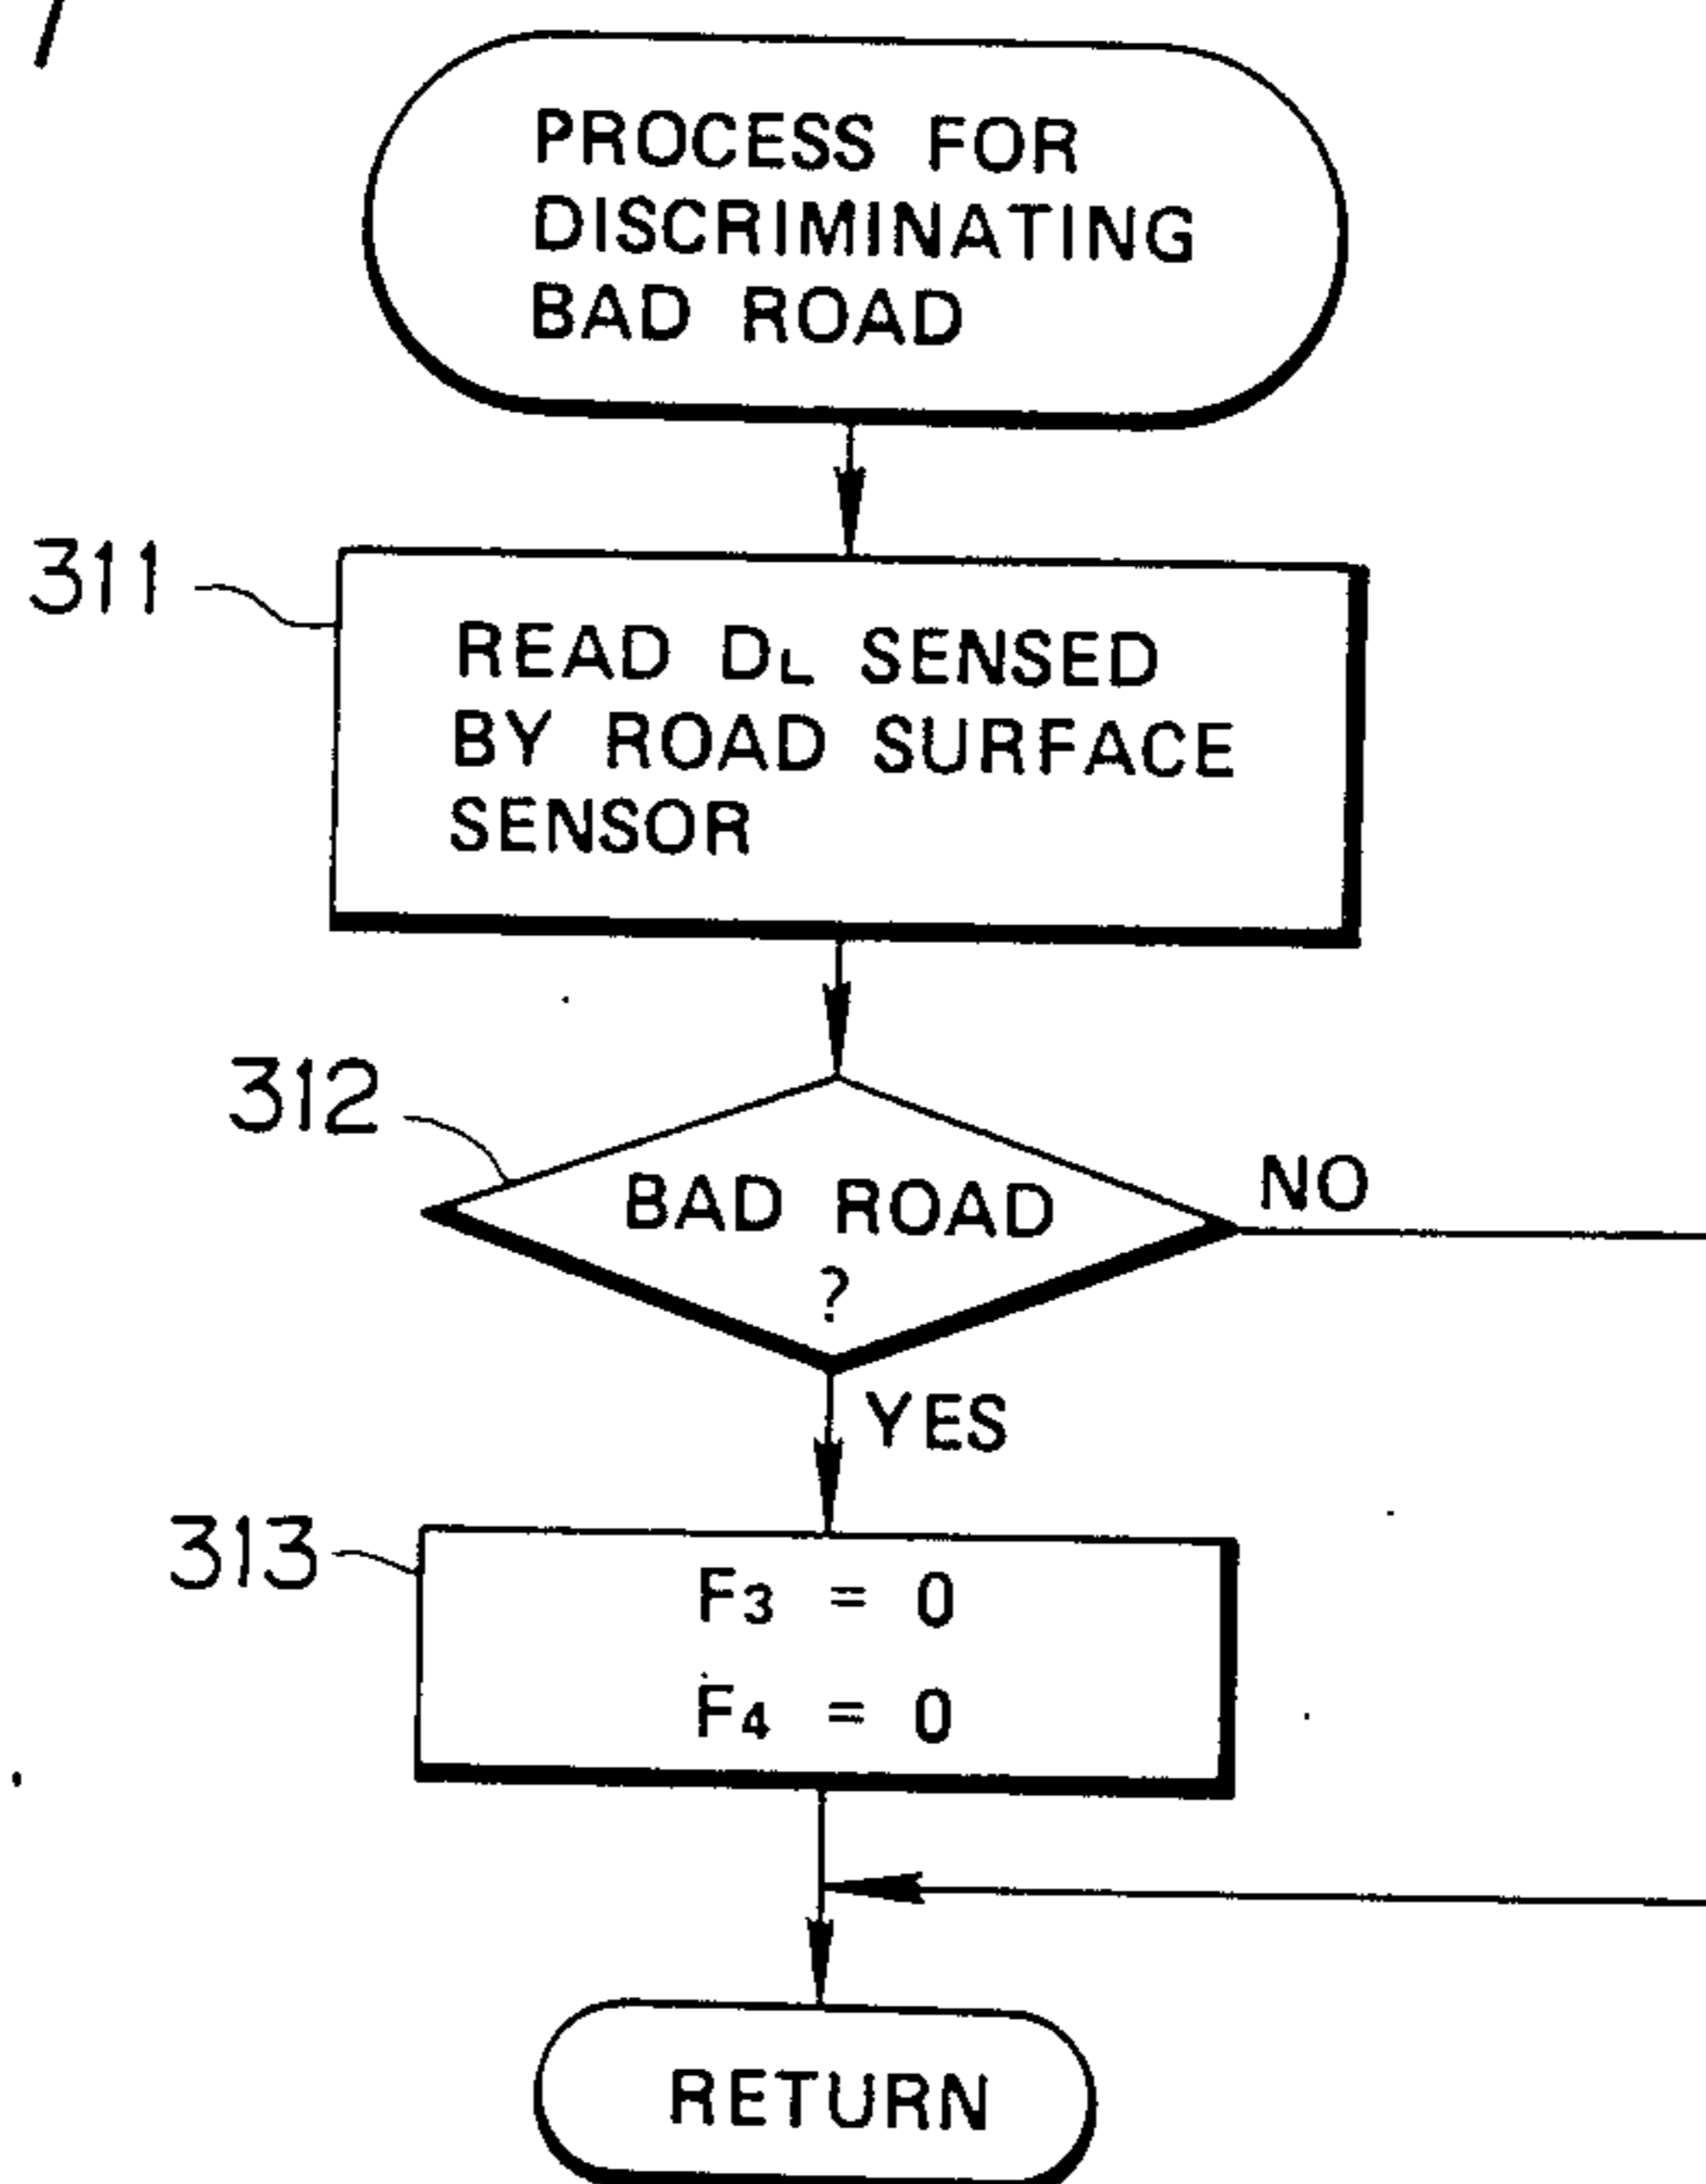 PROCESS FOR
DISCRIMINATING
BAD ROAD
311
READ DL SENSED
BY ROAD SURFACE
SENSOR
312
BAD ROAD
?
NO
YES
313
F3 = 0
F4 = 0
RETURN